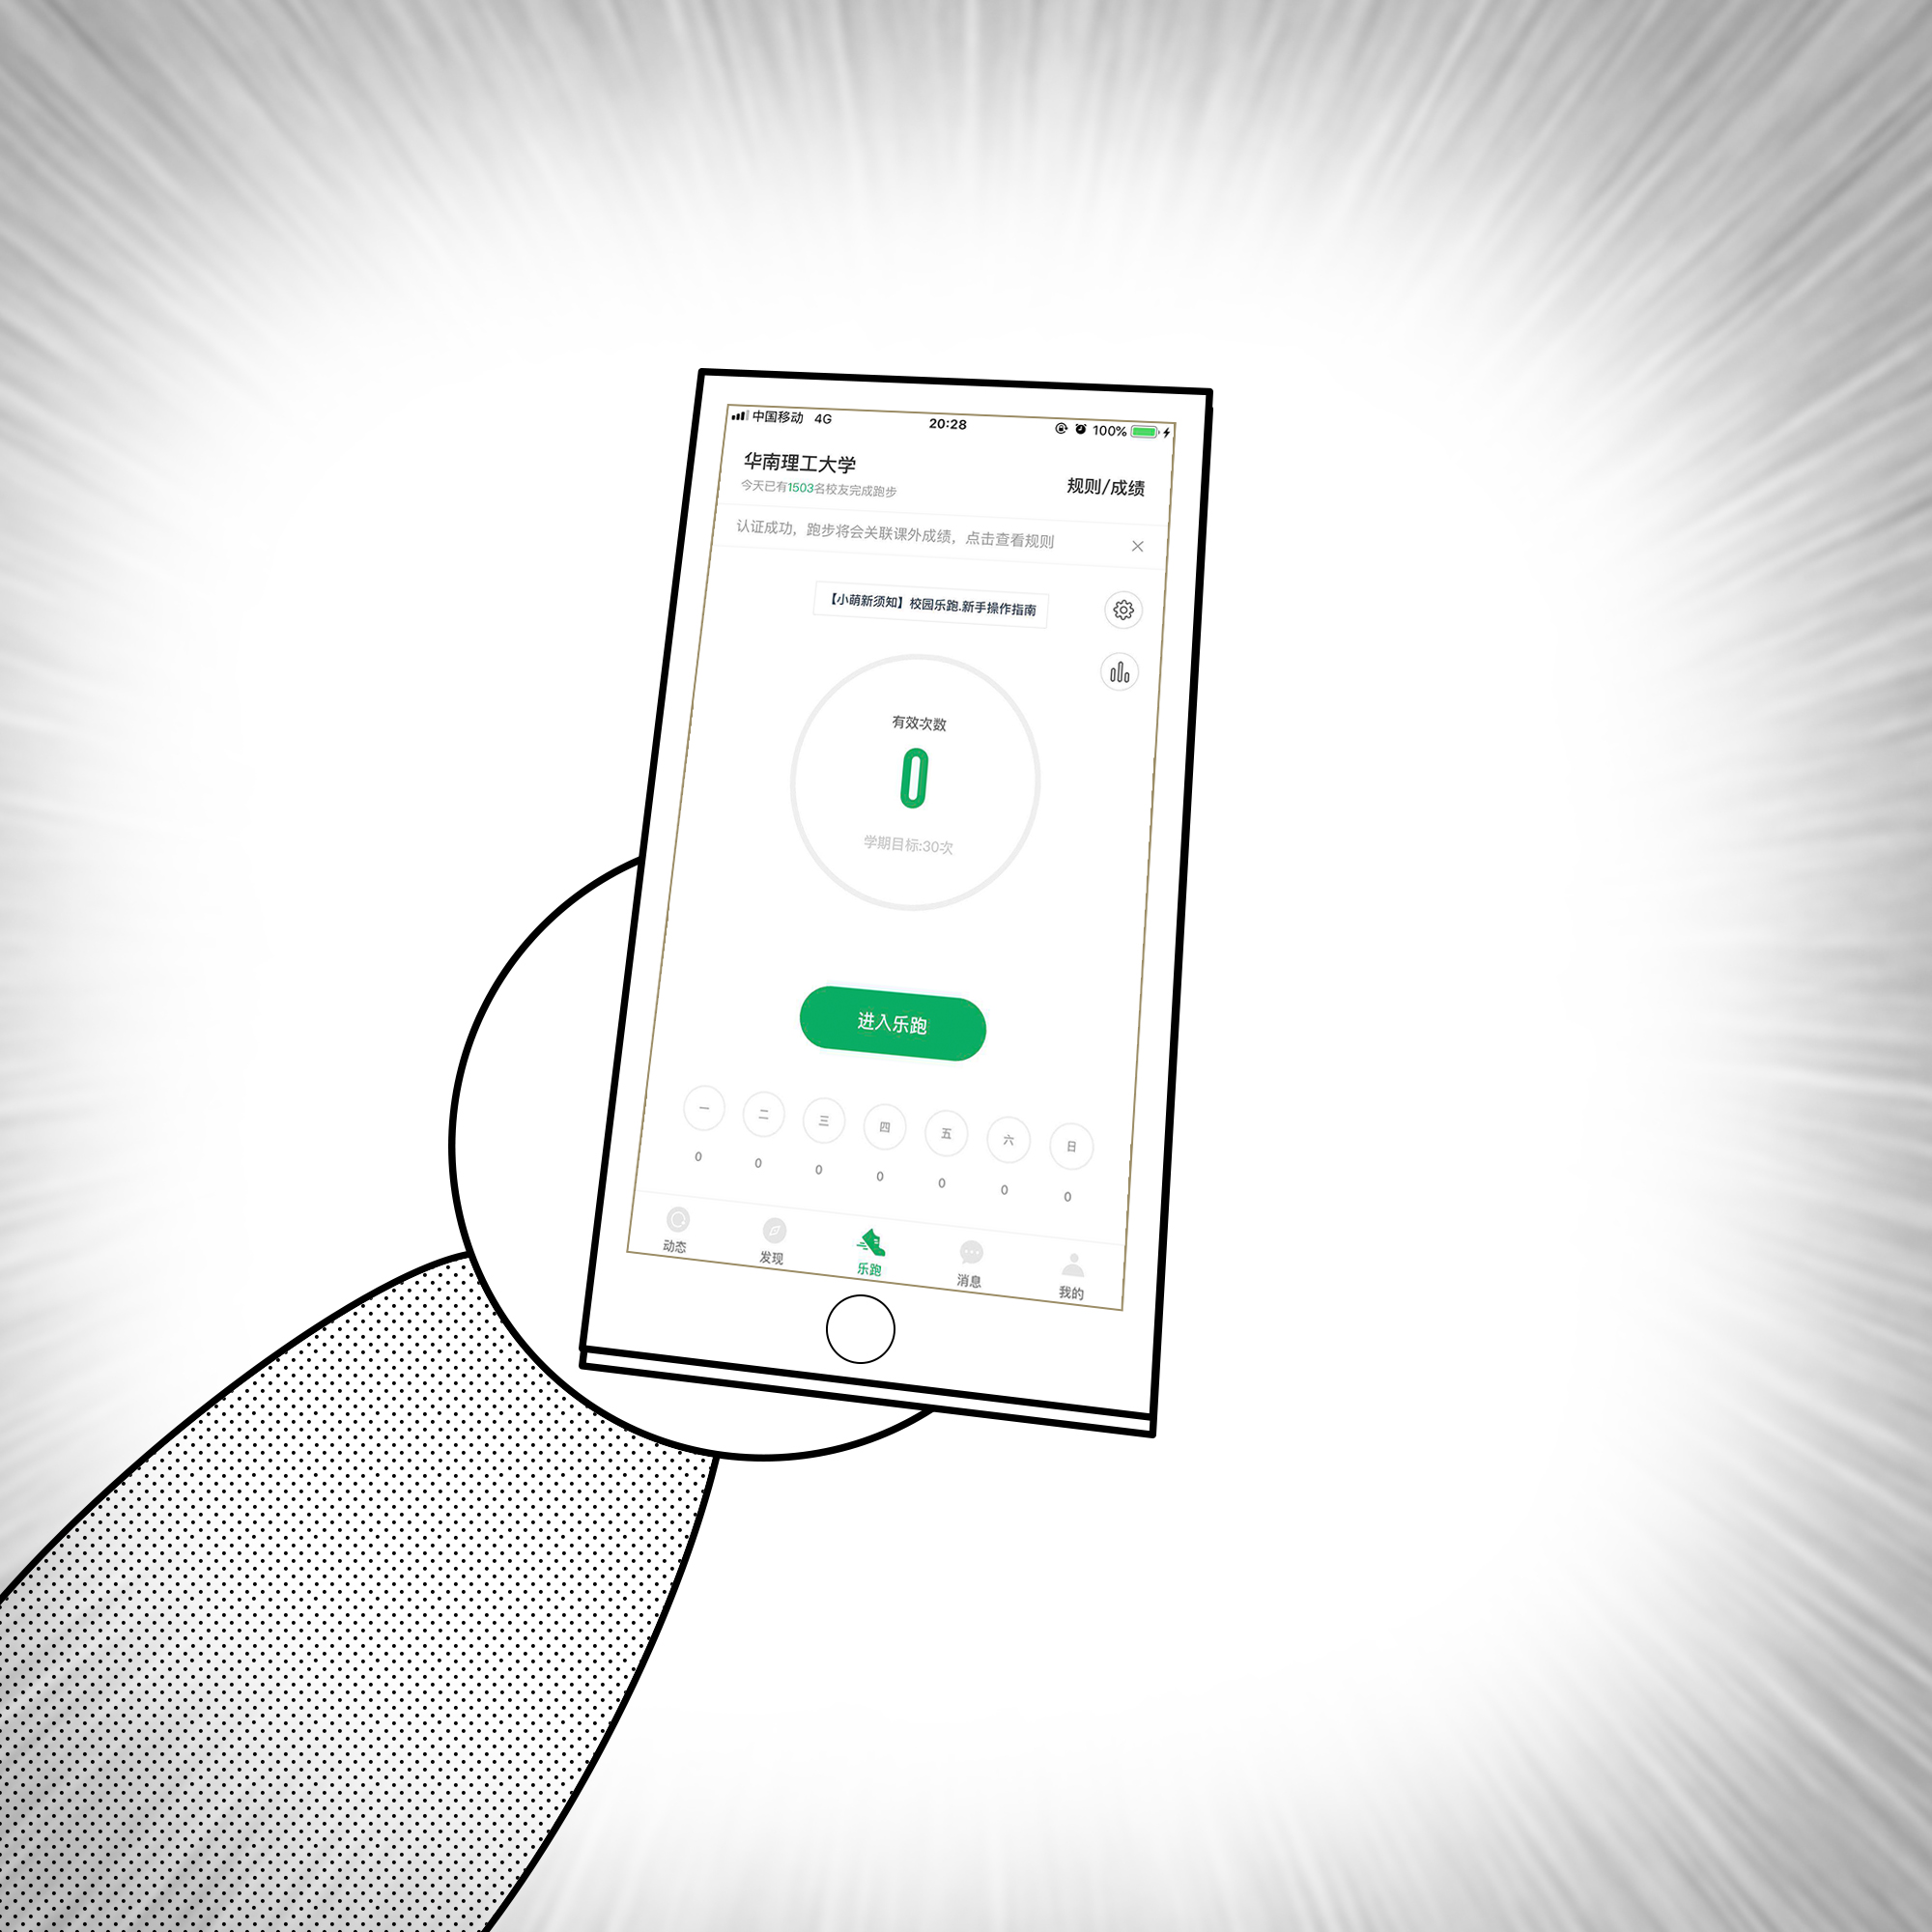 中国移动 4G 20:28 100%
华南理工大学
规则/成绩
今天已有1503名校友完成跑步
认证成功，跑步将会关联课外成绩，点击查看规则
【小萌新须知】校园乐跑.新手操作指南
有效次数
0
学期目标:30次
进入乐跑
一 二 三 四 五 六 日
0 0 0 0 0 0 0
动态 发现 乐跑 消息 我的